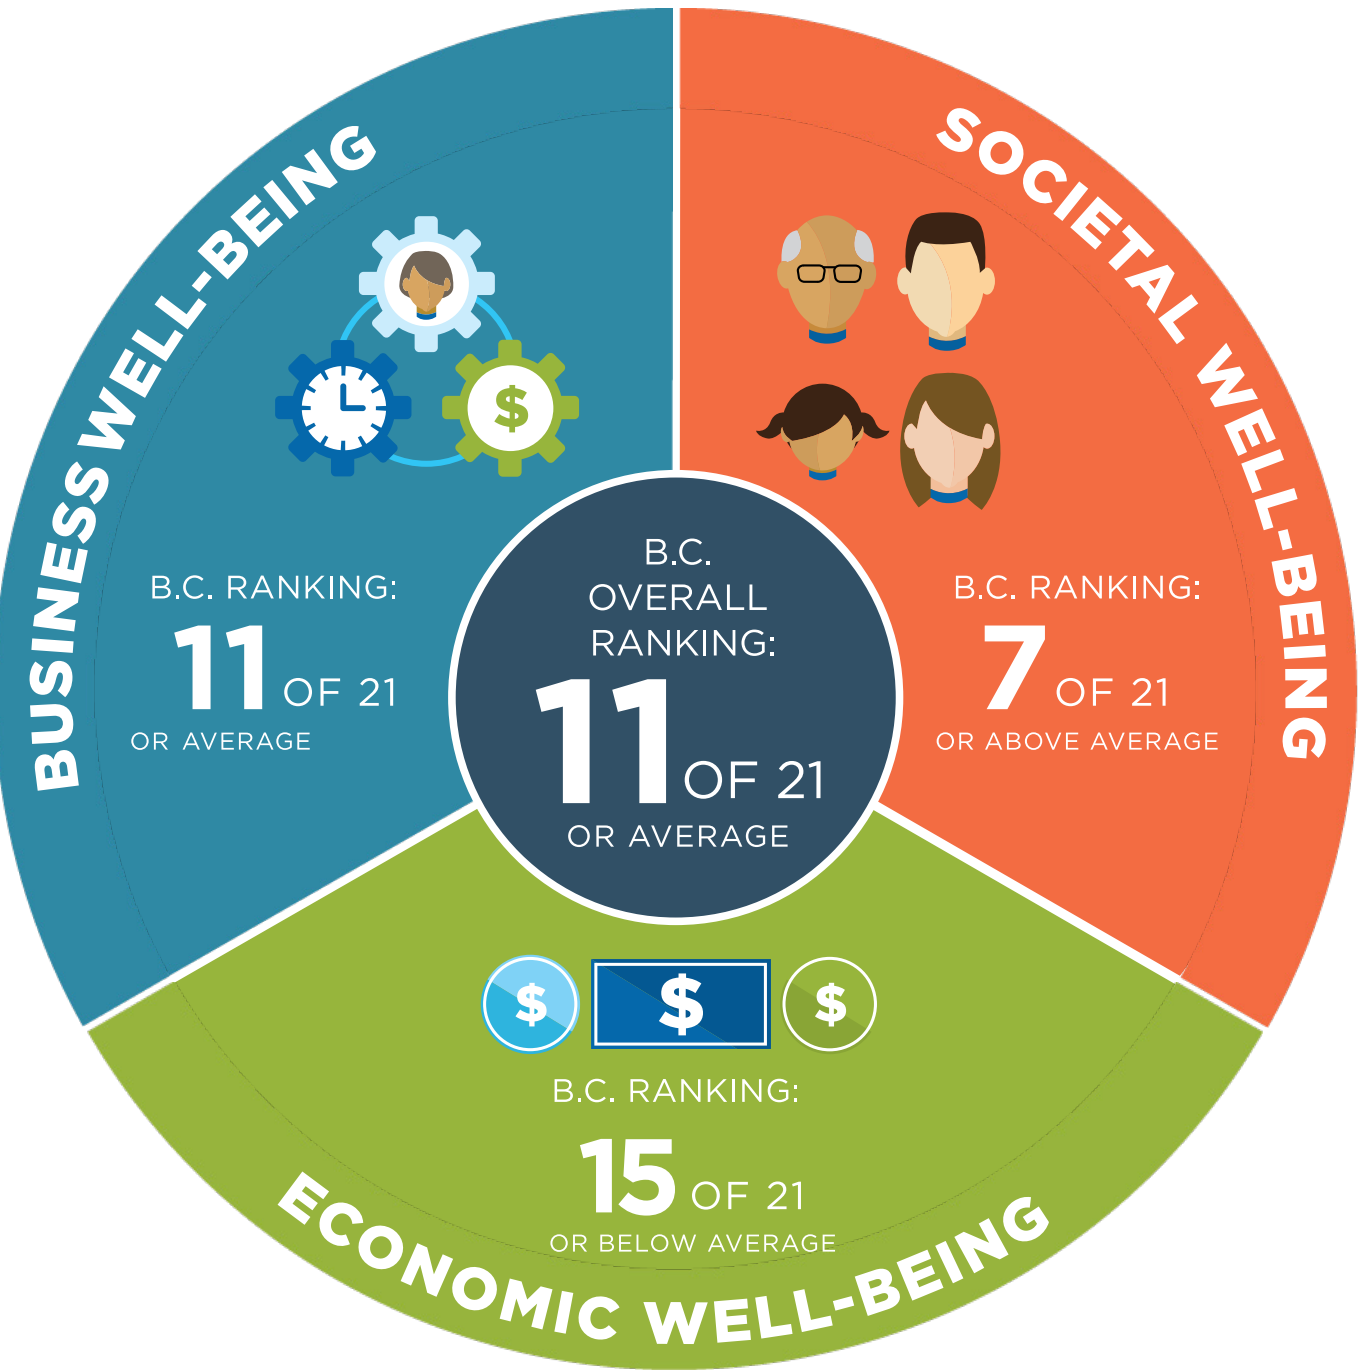 BUSINESS WELL-BEING
$
B.C. RANKING:
11 OF 21
OR AVERAGE
SOCIETAL WELL-BEING
B.C. RANKING:
7 OF 21
OR ABOVE AVERAGE
B.C.
OVERALL
RANKING:
11 OF 21
OR AVERAGE
$ $ $
B.C. RANKING:
15 OF 21
OR BELOW AVERAGE
ECONOMIC WELL-BEING